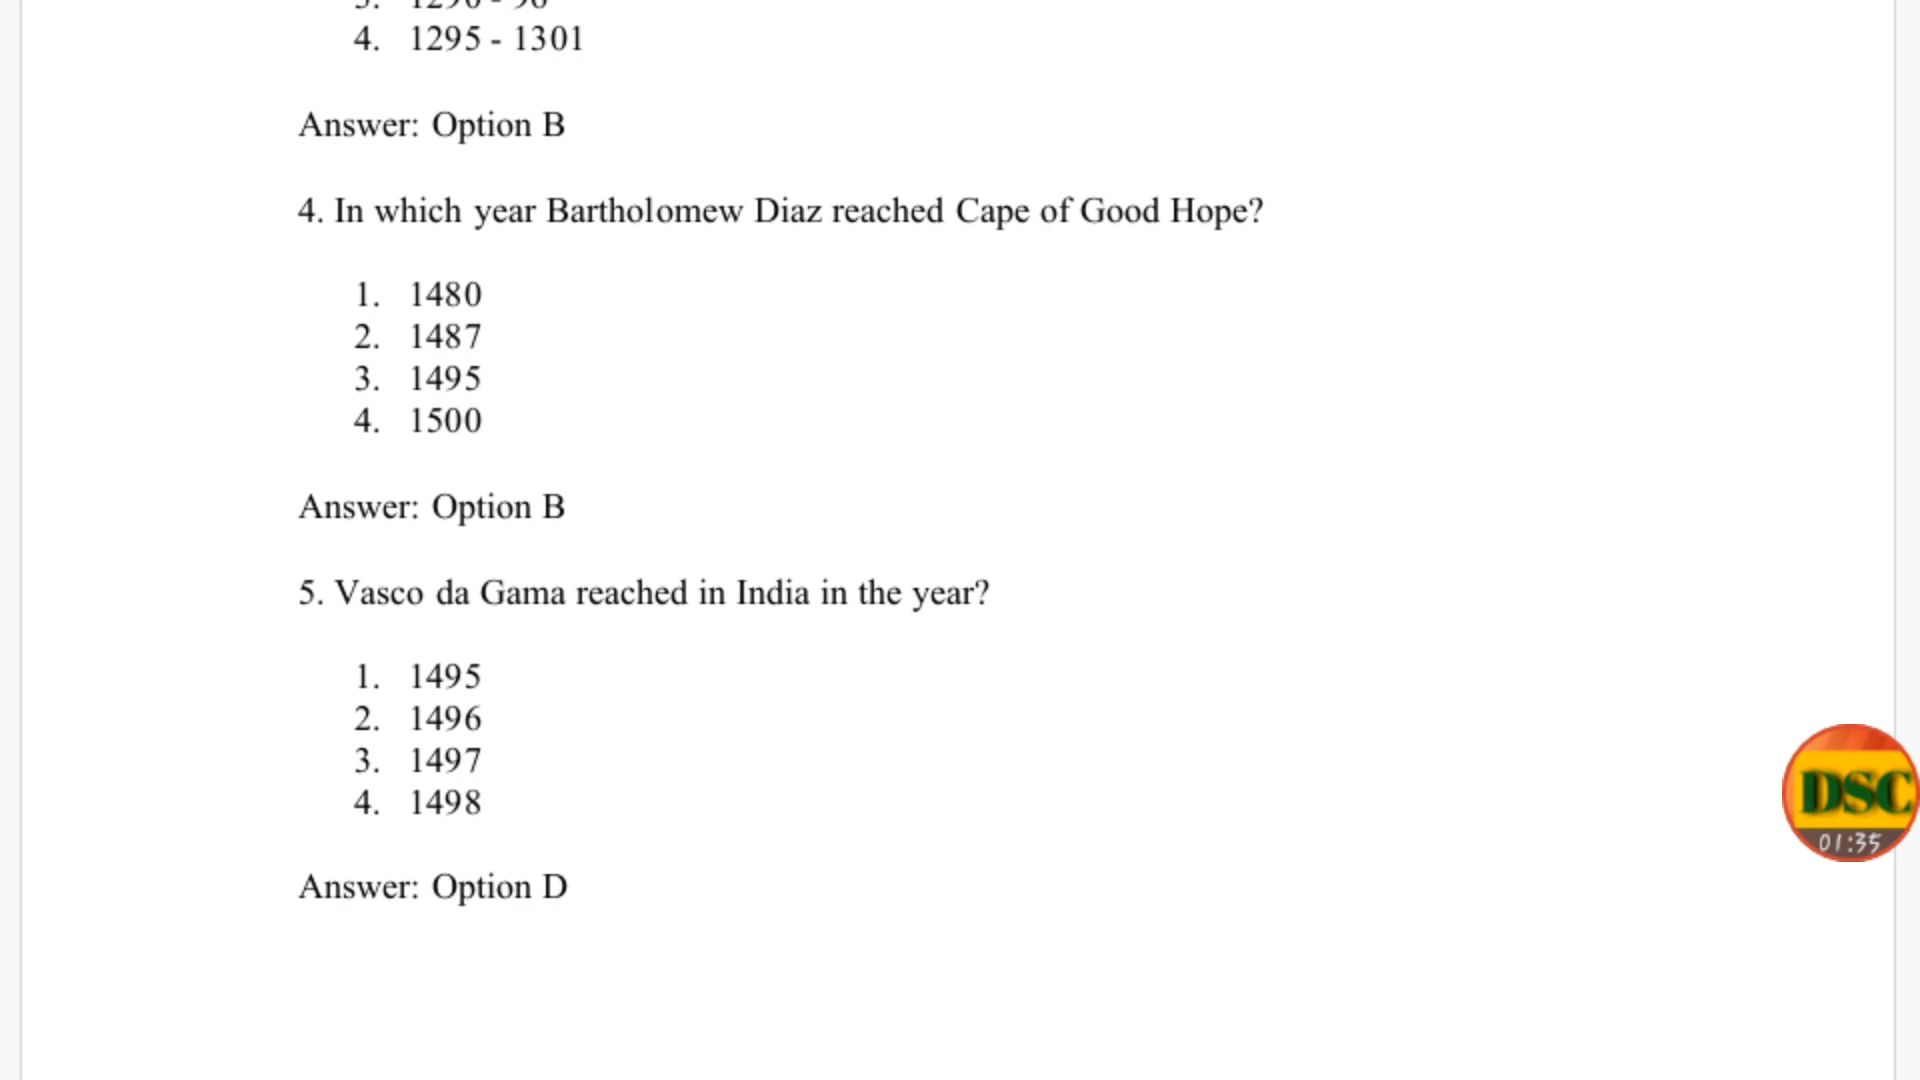 4. 1295 - 1301
Answer: Option B
4. In which year Bartholomew Diaz reached Cape of Good Hope?
1. 1480
2. 1487
3. 1495
4. 1500
Answer: Option B
5. Vasco da Gama reached in India in the year?
1. 1495
2. 1496
3. 1497
4. 1498
Answer: Option D
DSC
01:35